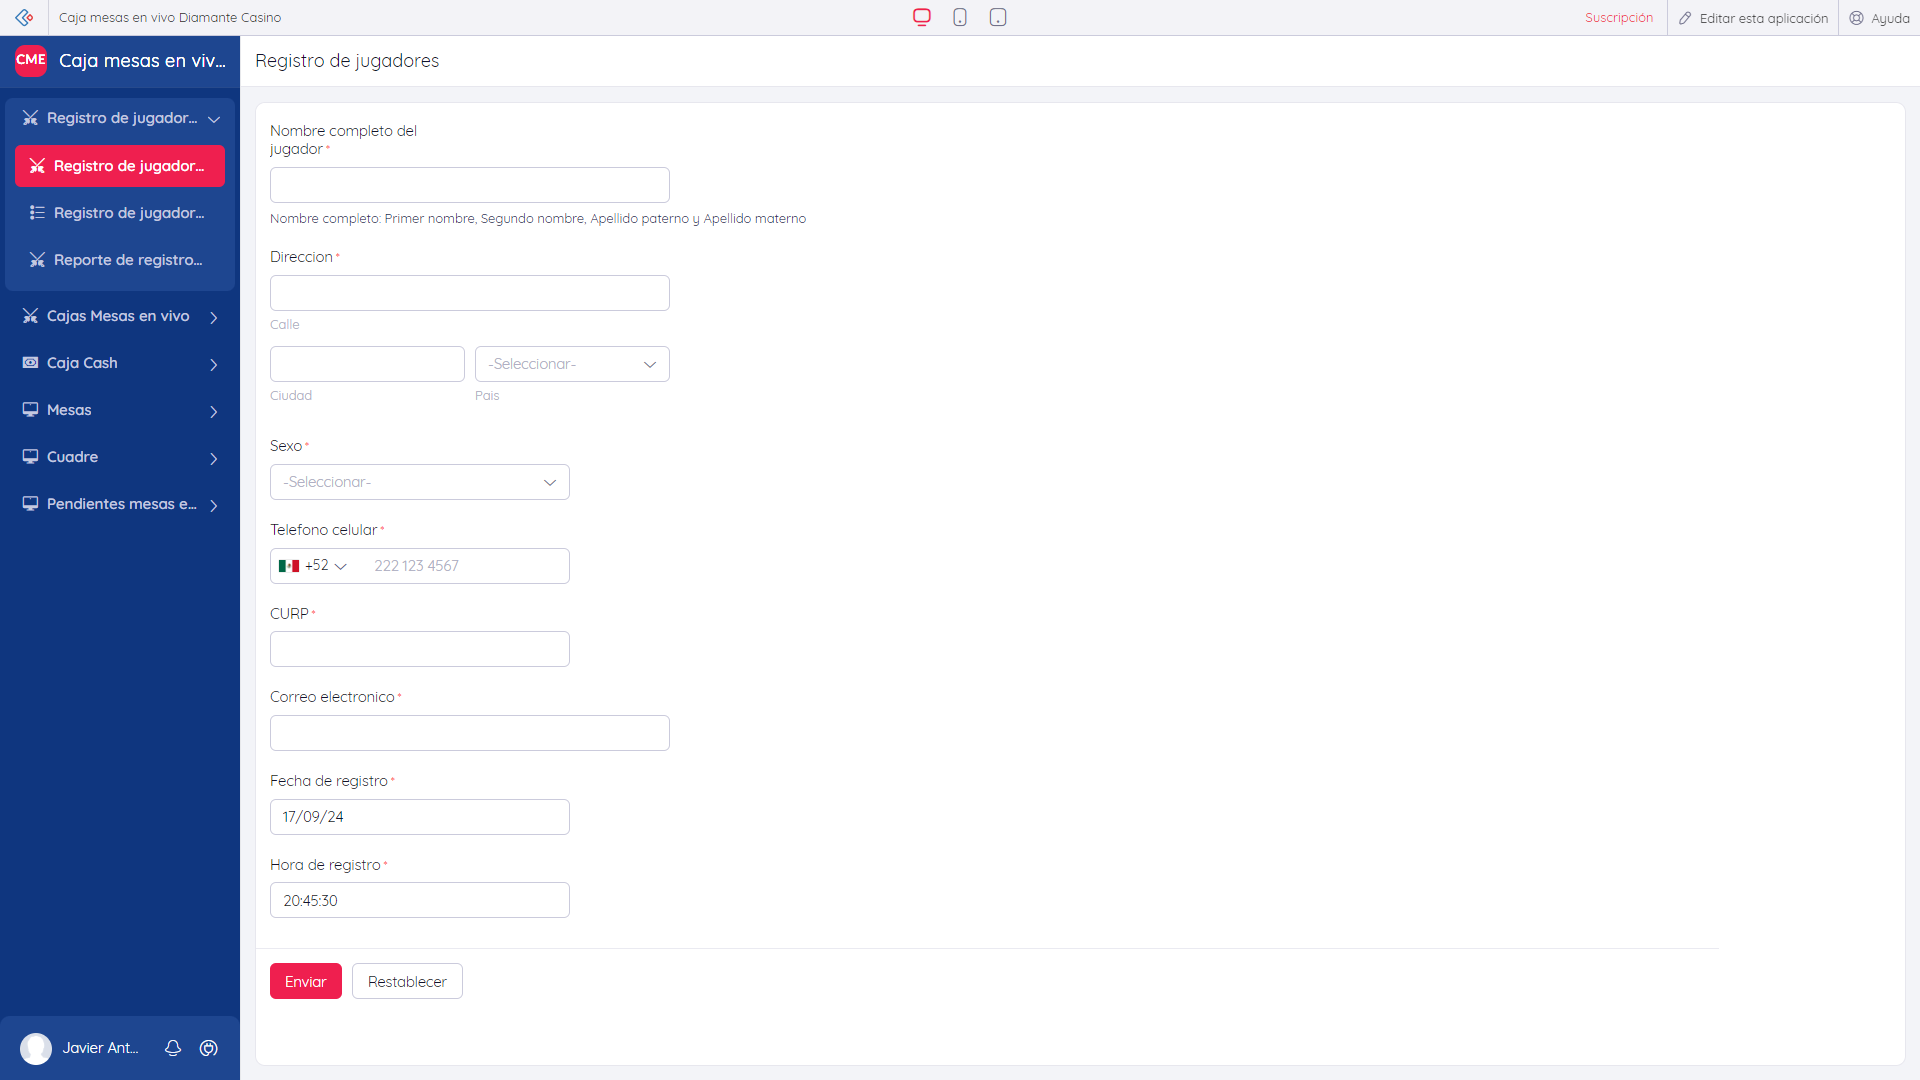 Caja mesas en vivo Diamante Casino
Suscripción
Editar esta aplicación
Ayuda
CME
Caja mesas en viv...
Registro de jugadores
Registro de jugador...
Registro de jugador...
Registro de jugador...
Reporte de registro...
Cajas Mesas en vivo
Caja Cash
Mesas
Cuadre
Pendientes mesas e...
Javier Ant...
Nombre completo del
jugador *
Nombre completo: Primer nombre, Segundo nombre, Apellido paterno y Apellido materno
Direccion *
Calle
-Seleccionar-
Ciudad
Pais
Sexo *
-Seleccionar-
Telefono celular *
+52
222 123 4567
CURP *
Correo electronico *
Fecha de registro *
17/09/24
Hora de registro *
20:45:30
Enviar
Restablecer